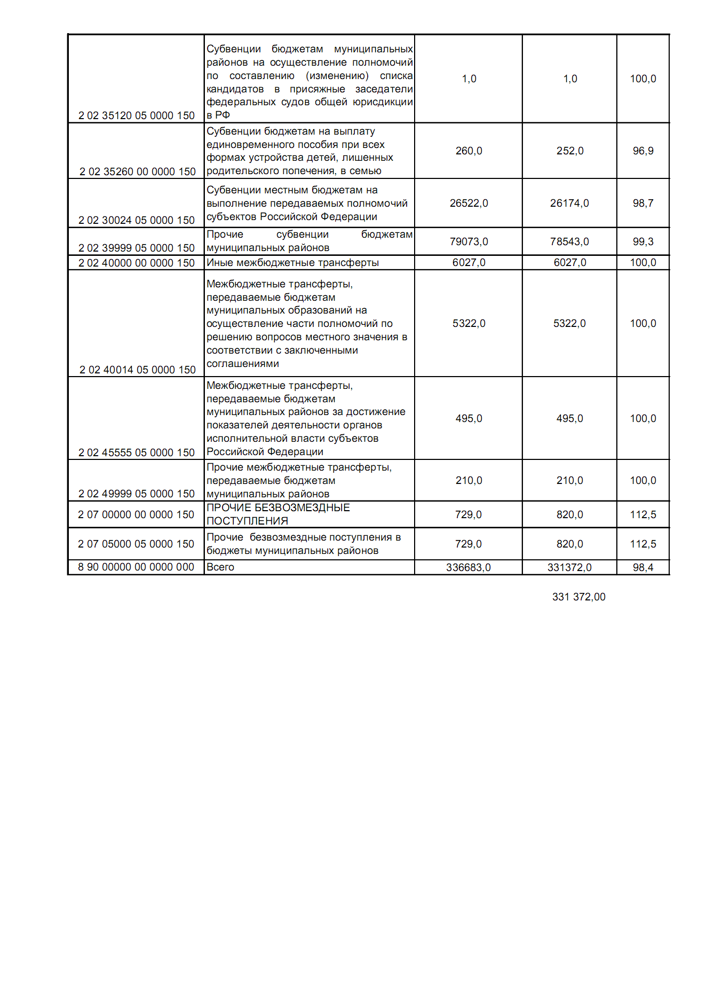 Субвенции бюджетам муниципальных
районов на осуществление полномочий
по составлению (изменению) списка
кандидатов в присяжные заседатели
федеральных судов общей юрисдикции
в РФ
2 02 35120 05 0000 150
1,0
1,0
100,0
Субвенции бюджетам на выплату
единовременного пособия при всех
формах устройства детей, лишенных
родительского попечения, в семью
2 02 35260 00 0000 150
260,0
252,0
96,9
Субвенции местным бюджетам на
выполнение передаваемых полномочий
субъектов Российской Федерации
2 02 30024 05 0000 150
26522,0
26174,0
98,7
Прочие субвенции бюджетам
муниципальных районов
2 02 39999 05 0000 150
79073,0
78543,0
99,3
2 02 40000 00 0000 150
Иные межбюджетные трансферты
6027,0
6027,0
100,0
Межбюджетные трансферты,
передаваемые бюджетам
муниципальных образований на
осуществление части полномочий по
решению вопросов местного значения в
соответствии с заключенными
соглашениями
2 02 40014 05 0000 150
5322,0
5322,0
100,0
Межбюджетные трансферты,
передаваемые бюджетам
муниципальных районов за достижение
показателей деятельности органов
исполнительной власти субъектов
Российской Федерации
2 02 45555 05 0000 150
495,0
495,0
100,0
Прочие межбюджетные трансферты,
передаваемые бюджетам
муниципальных районов
2 02 49999 05 0000 150
210,0
210,0
100,0
2 07 00000 00 0000 150
ПРОЧИЕ БЕЗВОЗМЕЗДНЫЕ
ПОСТУПЛЕНИЯ
729,0
820,0
112,5
2 07 05000 05 0000 150
Прочие безвозмездные поступления в
бюджеты муниципальных районов
729,0
820,0
112,5
8 90 00000 00 0000 000
Всего
336683,0
331372,0
98,4
331 372,00